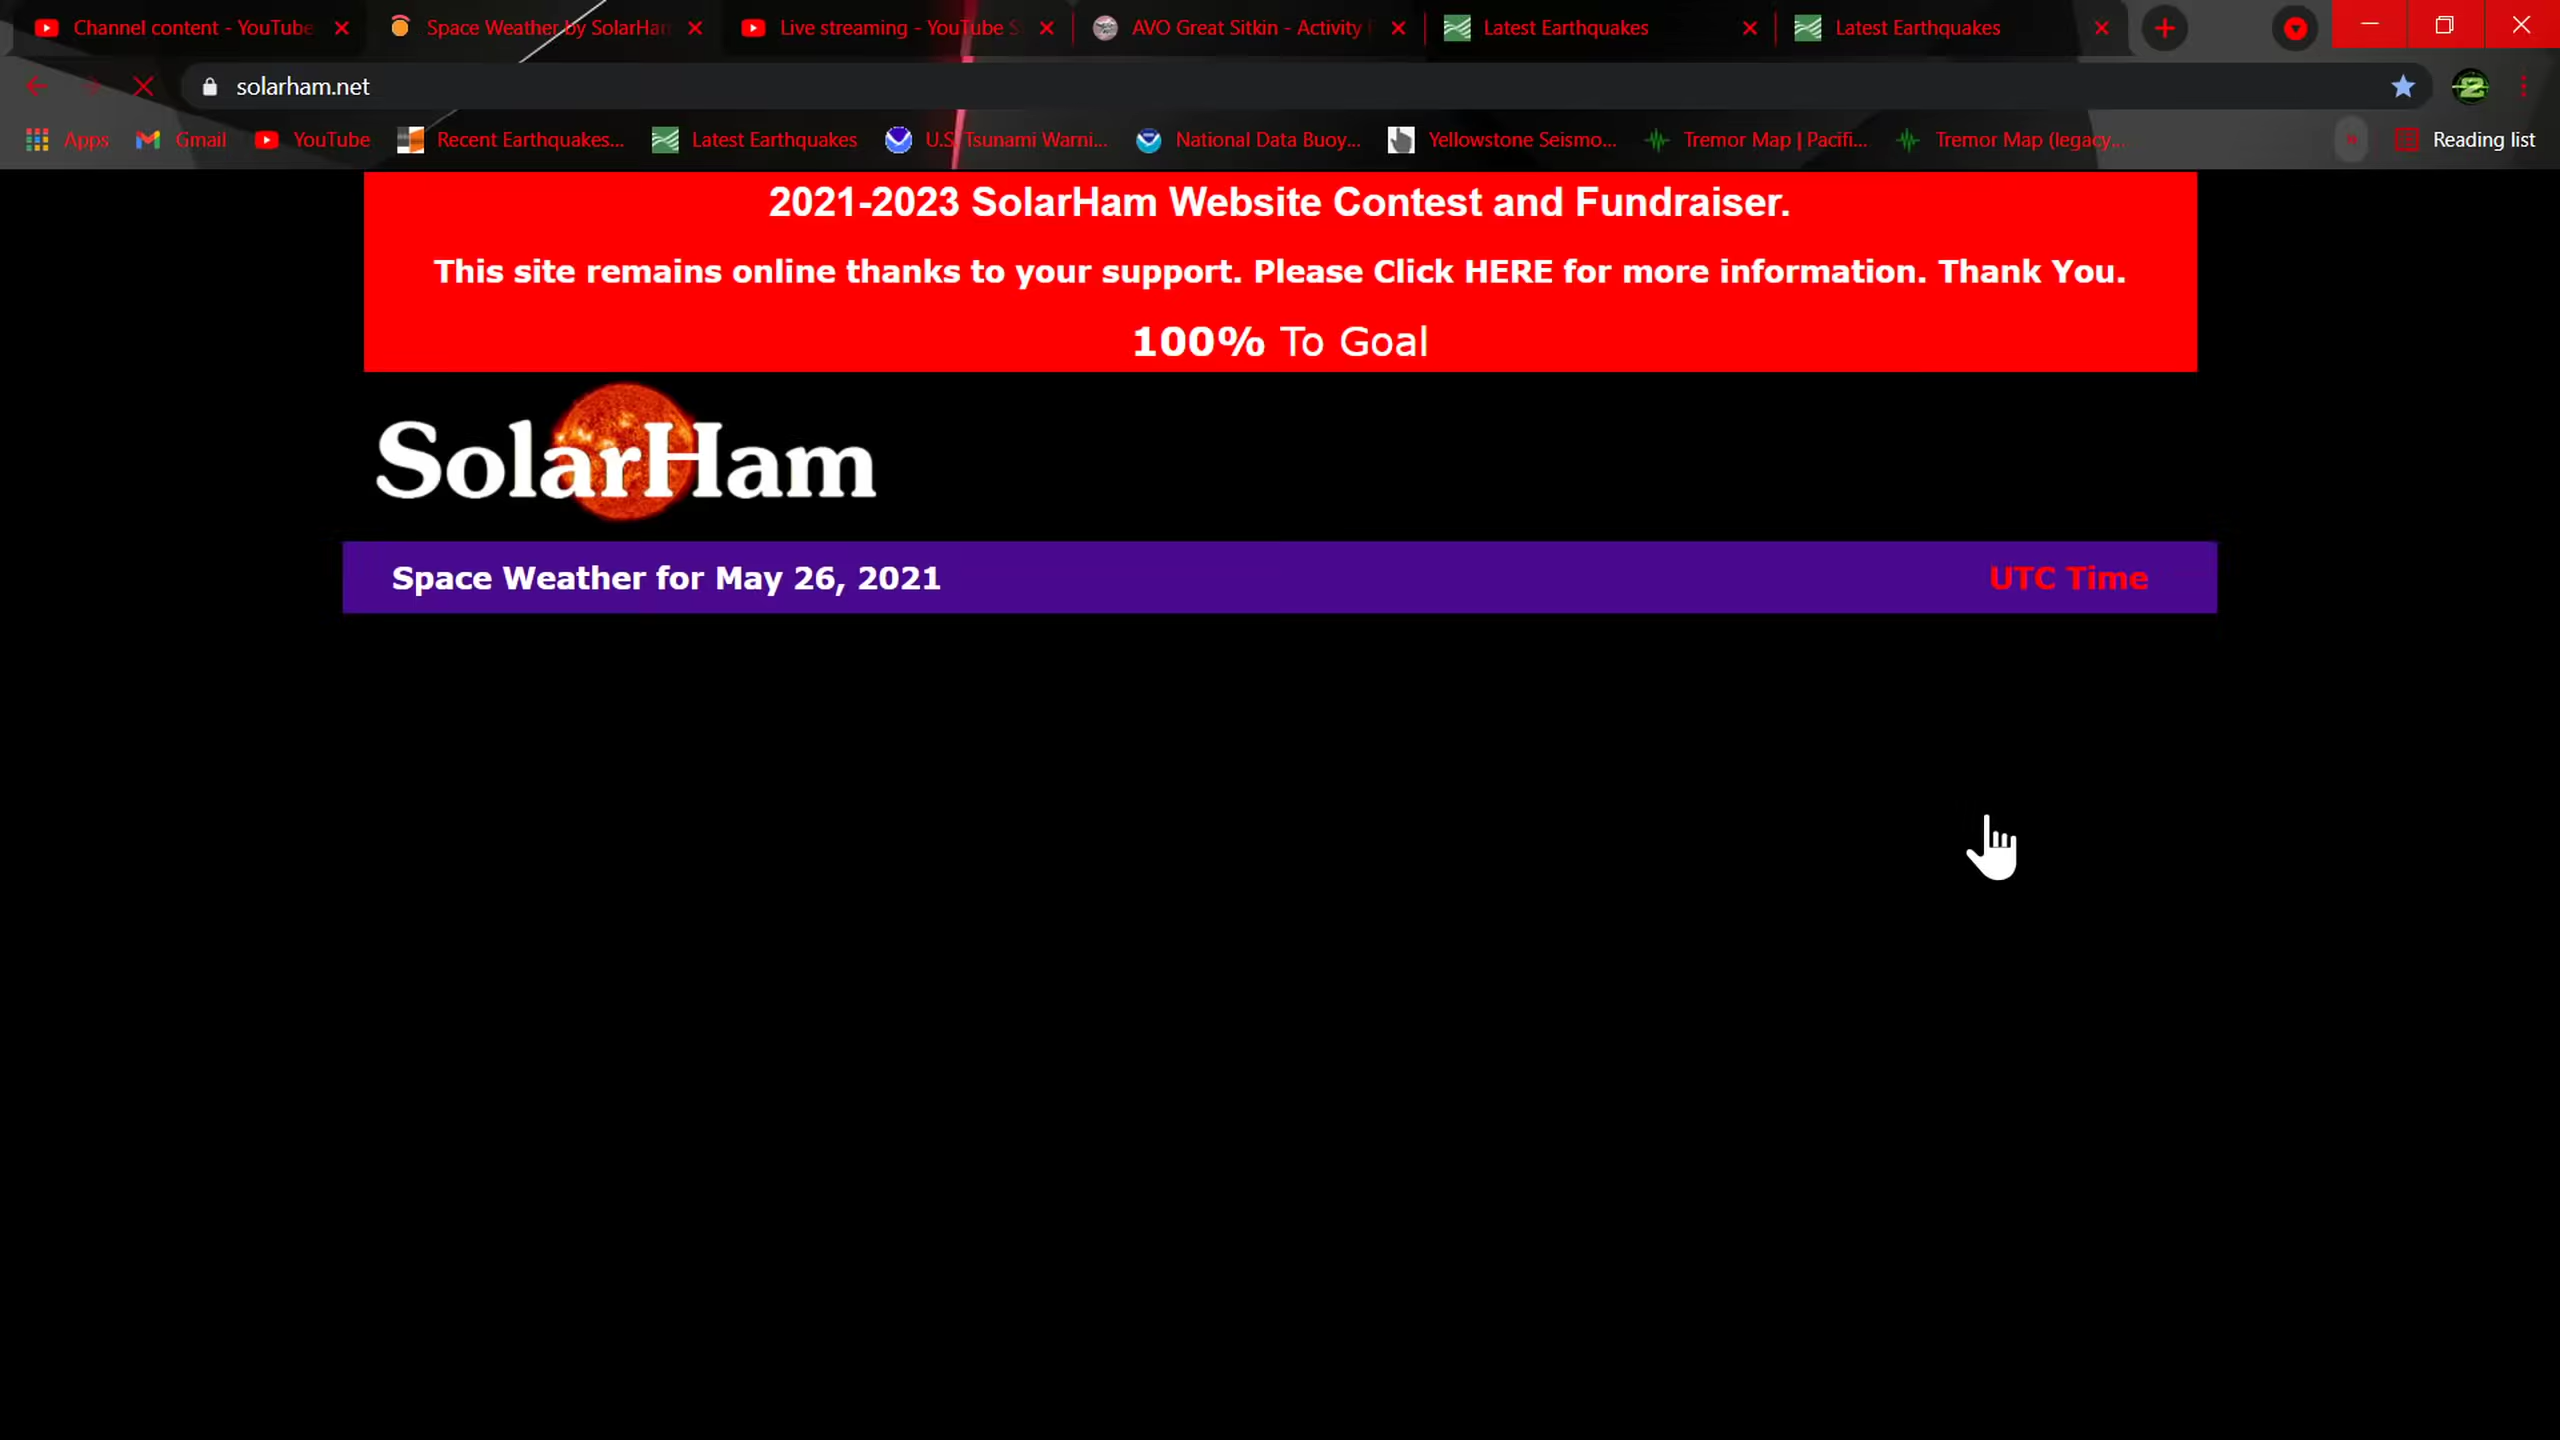 Channel content - YouTube
Space Weather by SolarHam
Live streaming - YouTube S
AVO Great Sitkin - Activity
Latest Earthquakes
Latest Earthquakes
solarham.net
Apps
Gmail
YouTube
Recent Earthquakes...
Latest Earthquakes
U.S. Tsunami Warni...
National Data Buoy...
Yellowstone Seismo...
Tremor Map | Pacifi...
Tremor Map (legacy...
Reading list
2021-2023 SolarHam Website Contest and Fundraiser.
This site remains online thanks to your support. Please Click HERE for more information. Thank You.
100% To Goal
SolarHam
Space Weather for May 26, 2021
UTC Time